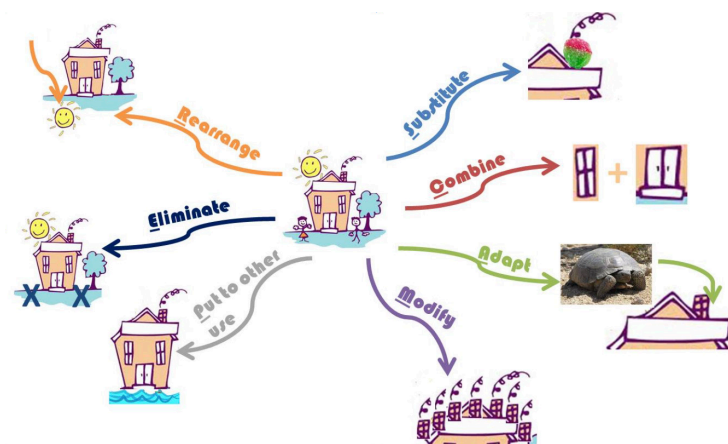 Substitute
Combine
Adapt
Modify
Put to other
use
Eliminate
Rearrange
X X
+